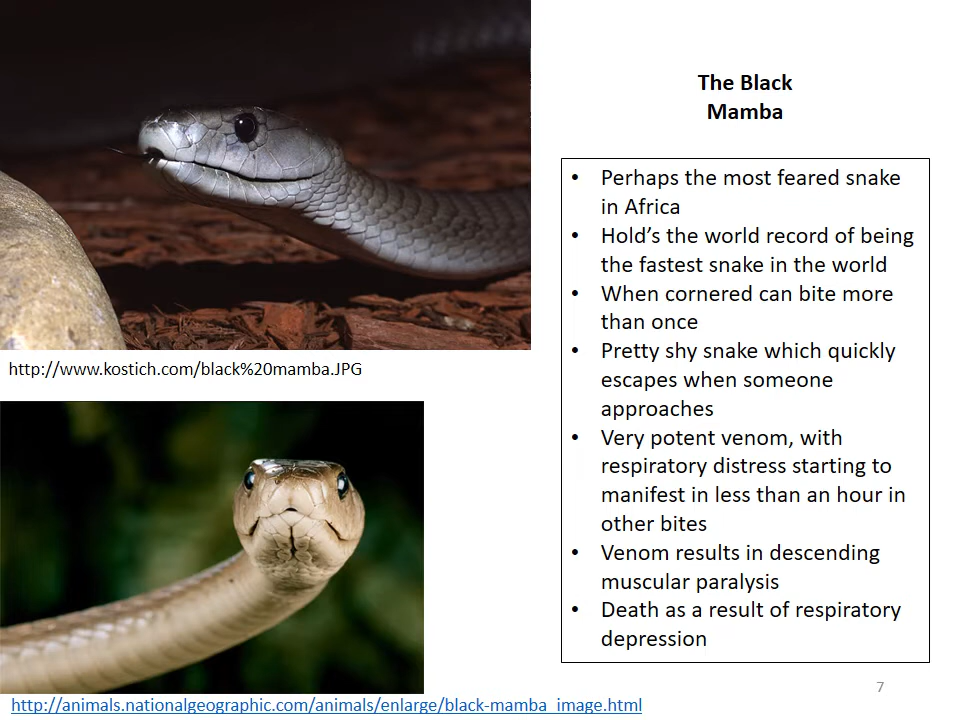 The Black
Mamba
• Perhaps the most feared snake
in Africa
• Hold’s the world record of being
the fastest snake in the world
• When cornered can bite more
than once
• Pretty shy snake which quickly
escapes when someone
approaches
• Very potent venom, with
respiratory distress starting to
manifest in less than an hour in
other bites
• Venom results in descending
muscular paralysis
• Death as a result of respiratory
depression
http://www.kostich.com/black%20mamba.JPG
7
http://animals.nationalgeographic.com/animals/enlarge/black-mamba_image.html